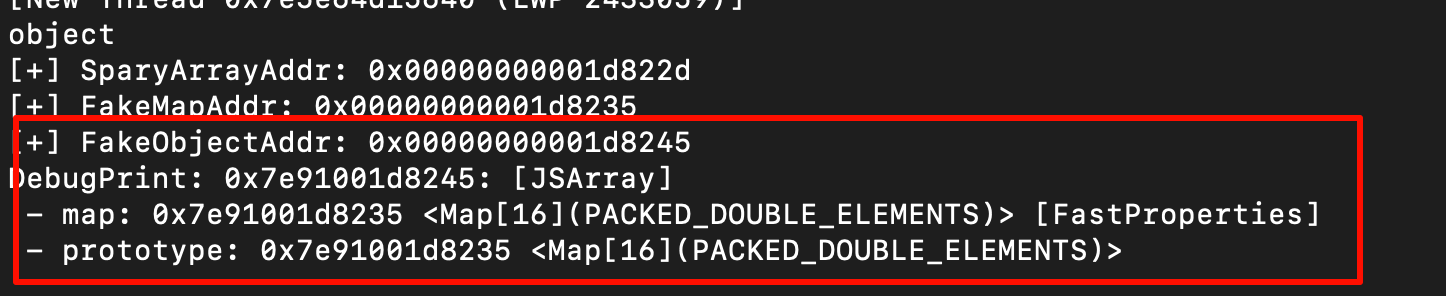 [New Thread 0x7e5e64d15640 (LWP 2433059)]
object
[+] SparyArrayAddr: 0x00000000001d822d
[+] FakeMapAddr: 0x00000000001d8235
[+] FakeObjectAddr: 0x00000000001d8245
DebugPrint: 0x7e91001d8245: [JSArray]
- map: 0x7e91001d8235 <Map[16](PACKED_DOUBLE_ELEMENTS)> [FastProperties]
- prototype: 0x7e91001d8235 <Map[16](PACKED_DOUBLE_ELEMENTS)>